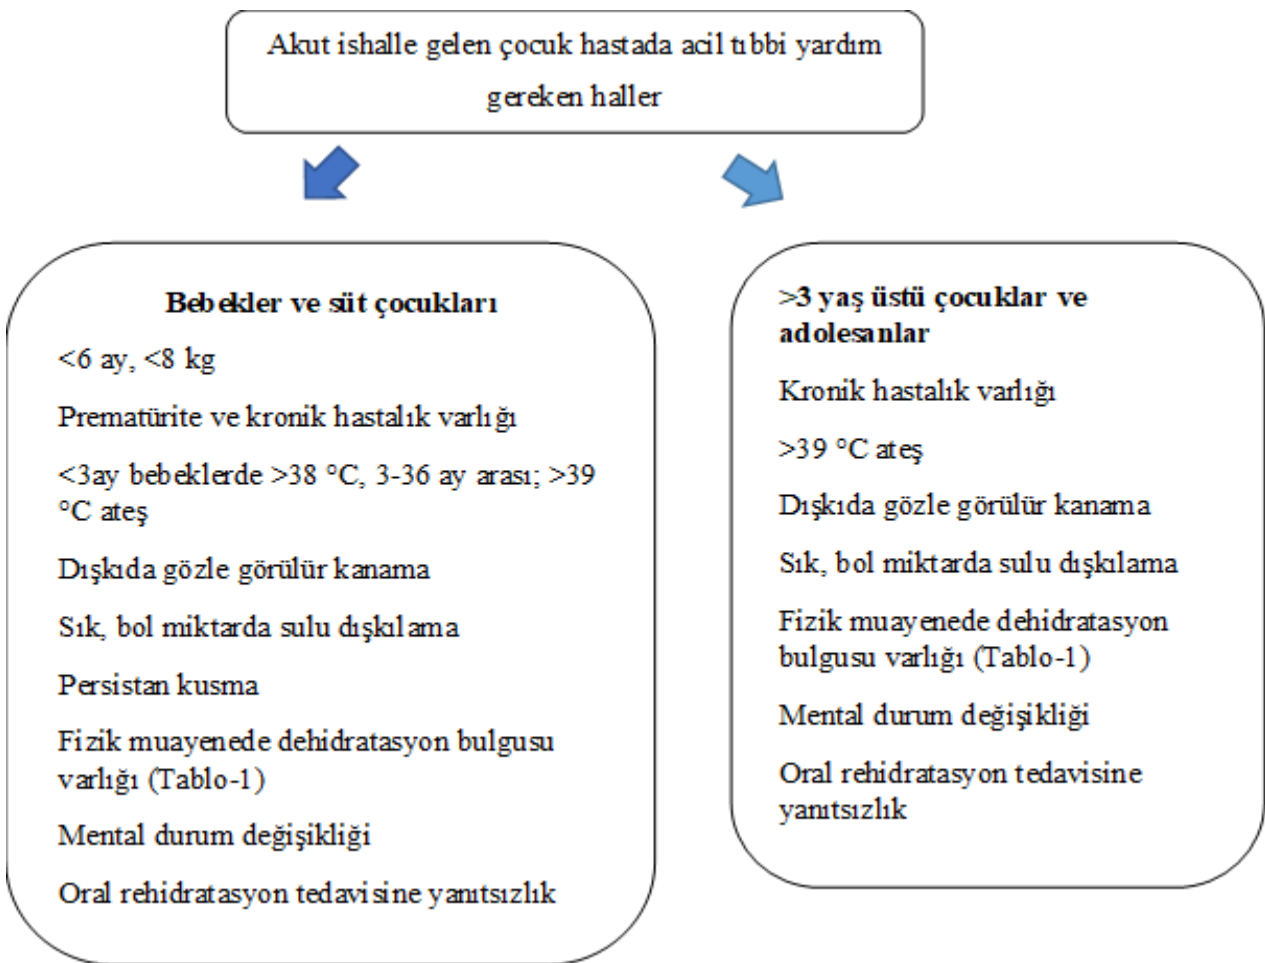 Akut ishalle gelen çocuk hastada acil tıbbi yardım
gereken haller
Bebekler ve süt çocukları
<6 ay, <8 kg
Prematürite ve kronik hastalık varlığı
<3ay bebeklerde >38 °C, 3-36 ay arası; >39
°C ateş
Dışkıda gözle görülür kanama
Sık, bol miktarda sulu dışkılama
Persistan kusma
Fizik muayenede dehidratasyon bulgusu
varlığı (Tablo-1)
Mental durum değişikliği
Oral rehidratasyon tedavisine yanıtsızlık
>3 yaş üstü çocuklar ve
adolesanlar
Kronik hastalık varlığı
>39 °C ateş
Dışkıda gözle görülür kanama
Sık, bol miktarda sulu dışkılama
Fizik muayenede dehidratasyon
bulgusu varlığı (Tablo-1)
Mental durum değişikliği
Oral rehidratasyon tedavisine
yanıtsızlık